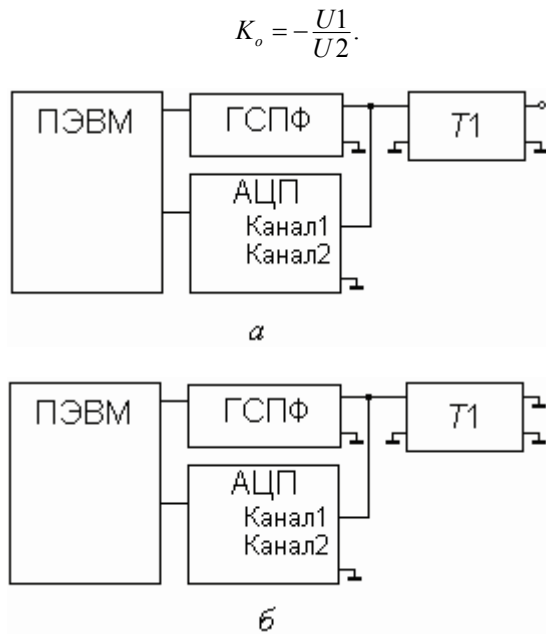 K_o = -U1/U2.
ПЭВМ ГСПФ T1
АЦП
Канал1
Канал2
а
ПЭВМ ГСПФ T1
АЦП
Канал1
Канал2
б